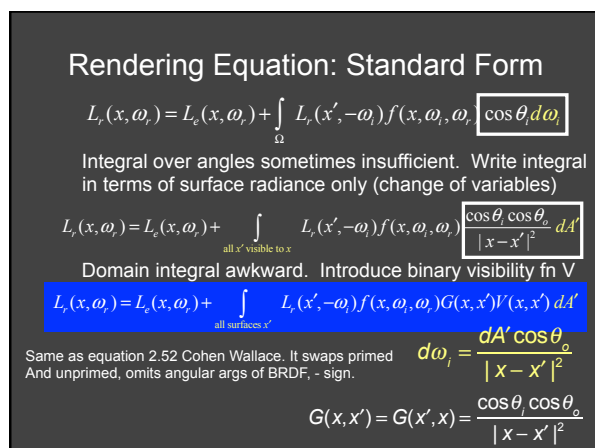 Rendering Equation: Standard Form
L_r(x, ω_r) = L_e(x, ω_r) + ∫_Ω L_r(x′, −ω_i) f(x, ω_i, ω_r) cos θ_i dω_i
Integral over angles sometimes insufficient. Write integral
in terms of surface radiance only (change of variables)
L_r(x, ω_r) = L_e(x, ω_r) + ∫_{all x′ visible to x} L_r(x′, −ω_i) f(x, ω_i, ω_r) (cos θ_i cos θ_o / |x − x′|²) dA′
Domain integral awkward. Introduce binary visibility fn V
L_r(x, ω_r) = L_e(x, ω_r) + ∫_{all surfaces x′} L_r(x′, −ω_i) f(x, ω_i, ω_r) G(x, x′) V(x, x′) dA′
Same as equation 2.52 Cohen Wallace. It swaps primed
And unprimed, omits angular args of BRDF, - sign.
dω_i = dA′ cos θ_o / |x − x′|²
G(x, x′) = G(x′, x) = cos θ_i cos θ_o / |x − x′|²